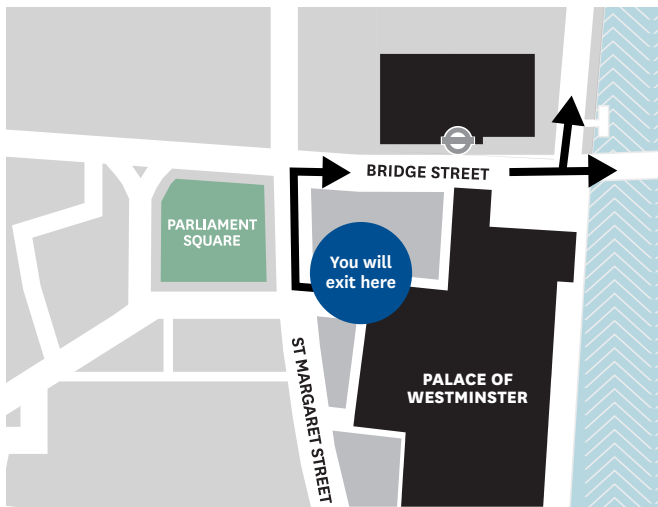 BRIDGE STREET
PARLIAMENT
SQUARE
You will
exit here
ST MARGARET STREET
PALACE OF
WESTMINSTER